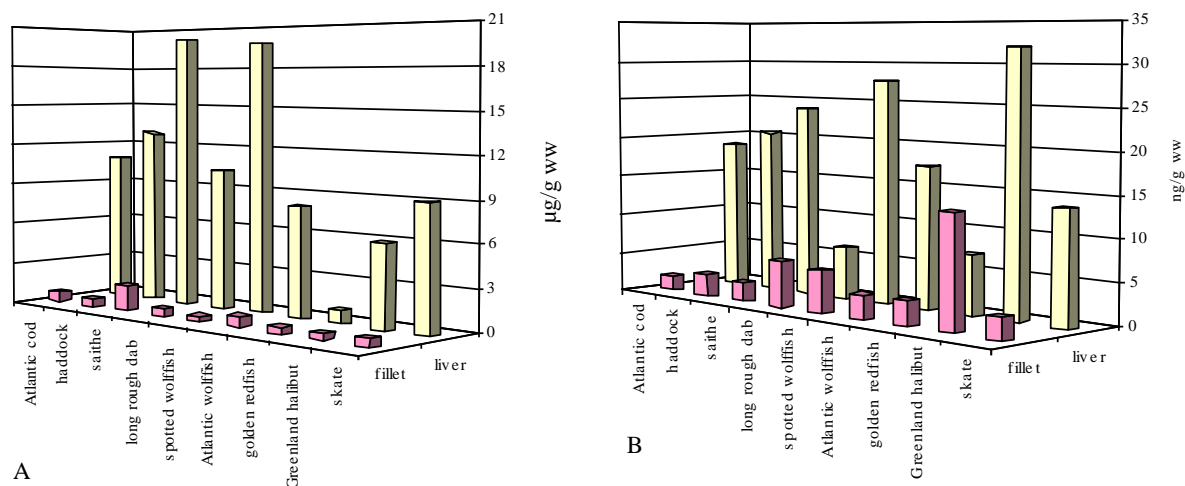 21
18
15
12
9
6
3
0
µg/g ww
Atlantic cod
haddock
saithe
long rough dab
spotted wolffish
Atlantic wolffish
golden redfish
Greenland halibut
skate
fillet
liver
A
35
30
25
20
15
10
5
0
ng/g ww
Atlantic cod
haddock
saithe
long rough dab
spotted wolffish
Atlantic wolffish
golden redfish
Greenland halibut
skate
fillet
liver
B